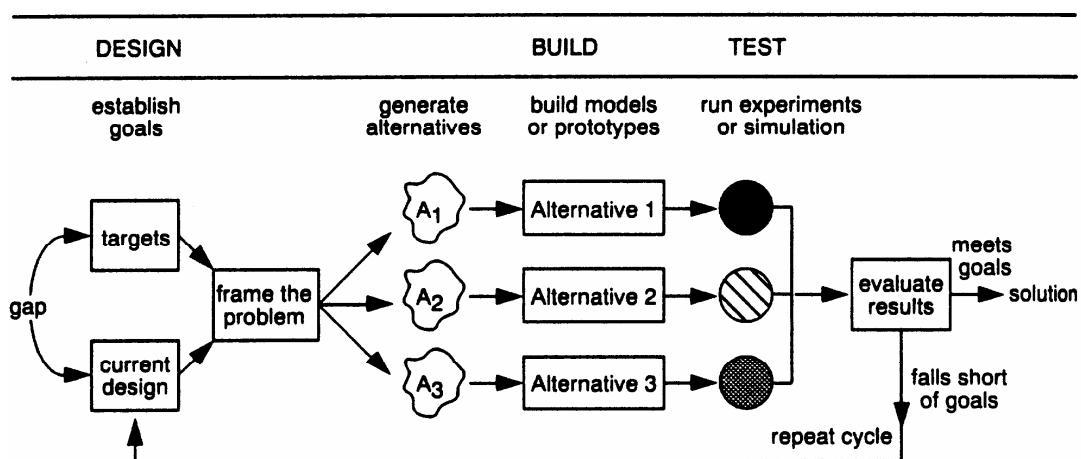 DESIGN BUILD TEST
establish
goals
generate
alternatives
build models
or prototypes
run experiments
or simulation
targets
gap
current
design
frame the
problem
A1
A2
A3
Alternative 1
Alternative 2
Alternative 3
evaluate
results
meets
goals
solution
falls short
of goals
repeat cycle